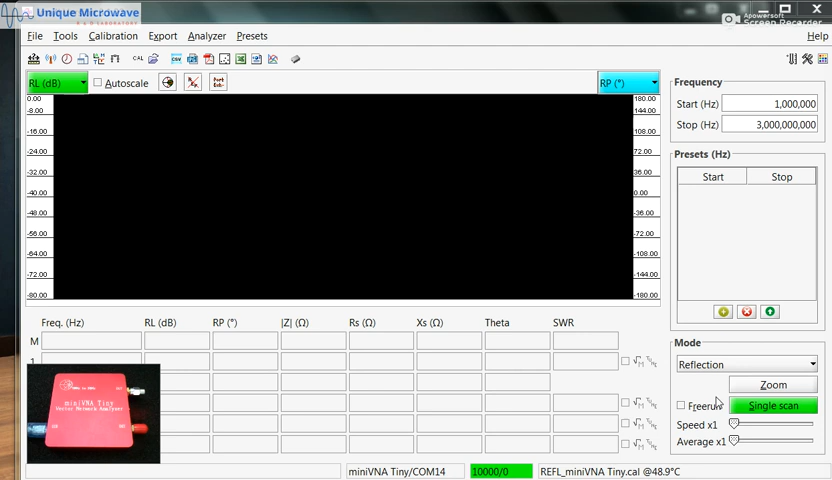 Unique Microwave
R & D LABORATORY
Apowersoft
Screen Recorder
File Tools Calibration Export Analyzer Presets Help
CAL CSV
RL (dB) Autoscale Port Ext. RP (°)
0.00 180.00
-8.00 144.00
-16.00 108.00
-24.00 72.00
-32.00 36.00
-40.00 0.00
-48.00 -36.00
-56.00 -72.00
-64.00 -108.00
-72.00 -144.00
-80.00 -180.00
Frequency
Start (Hz) 1,000,000
Stop (Hz) 3,000,000,000
Presets (Hz)
Start Stop
Freq. (Hz) RL (dB) RP (°) |Z| (Ω) Rs (Ω) Xs (Ω) Theta SWR
M
1
miniVNA Tiny
Vector Network Analyzer
Mode
Reflection
Zoom
Freerun Single scan
Speed x1
Average x1
miniVNA Tiny/COM14 10000/0 REFL_miniVNA Tiny.cal @48.9°C